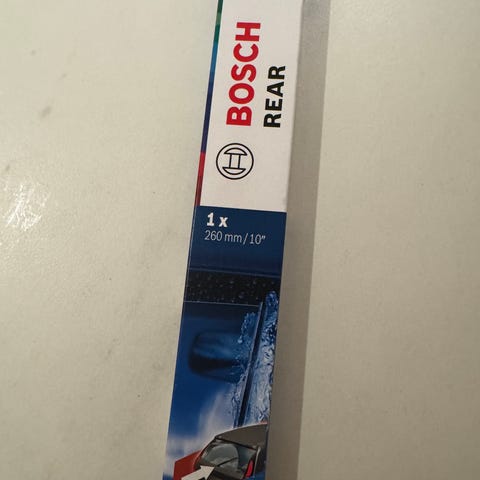 BOSCH
REAR
1 x
260 mm / 10"